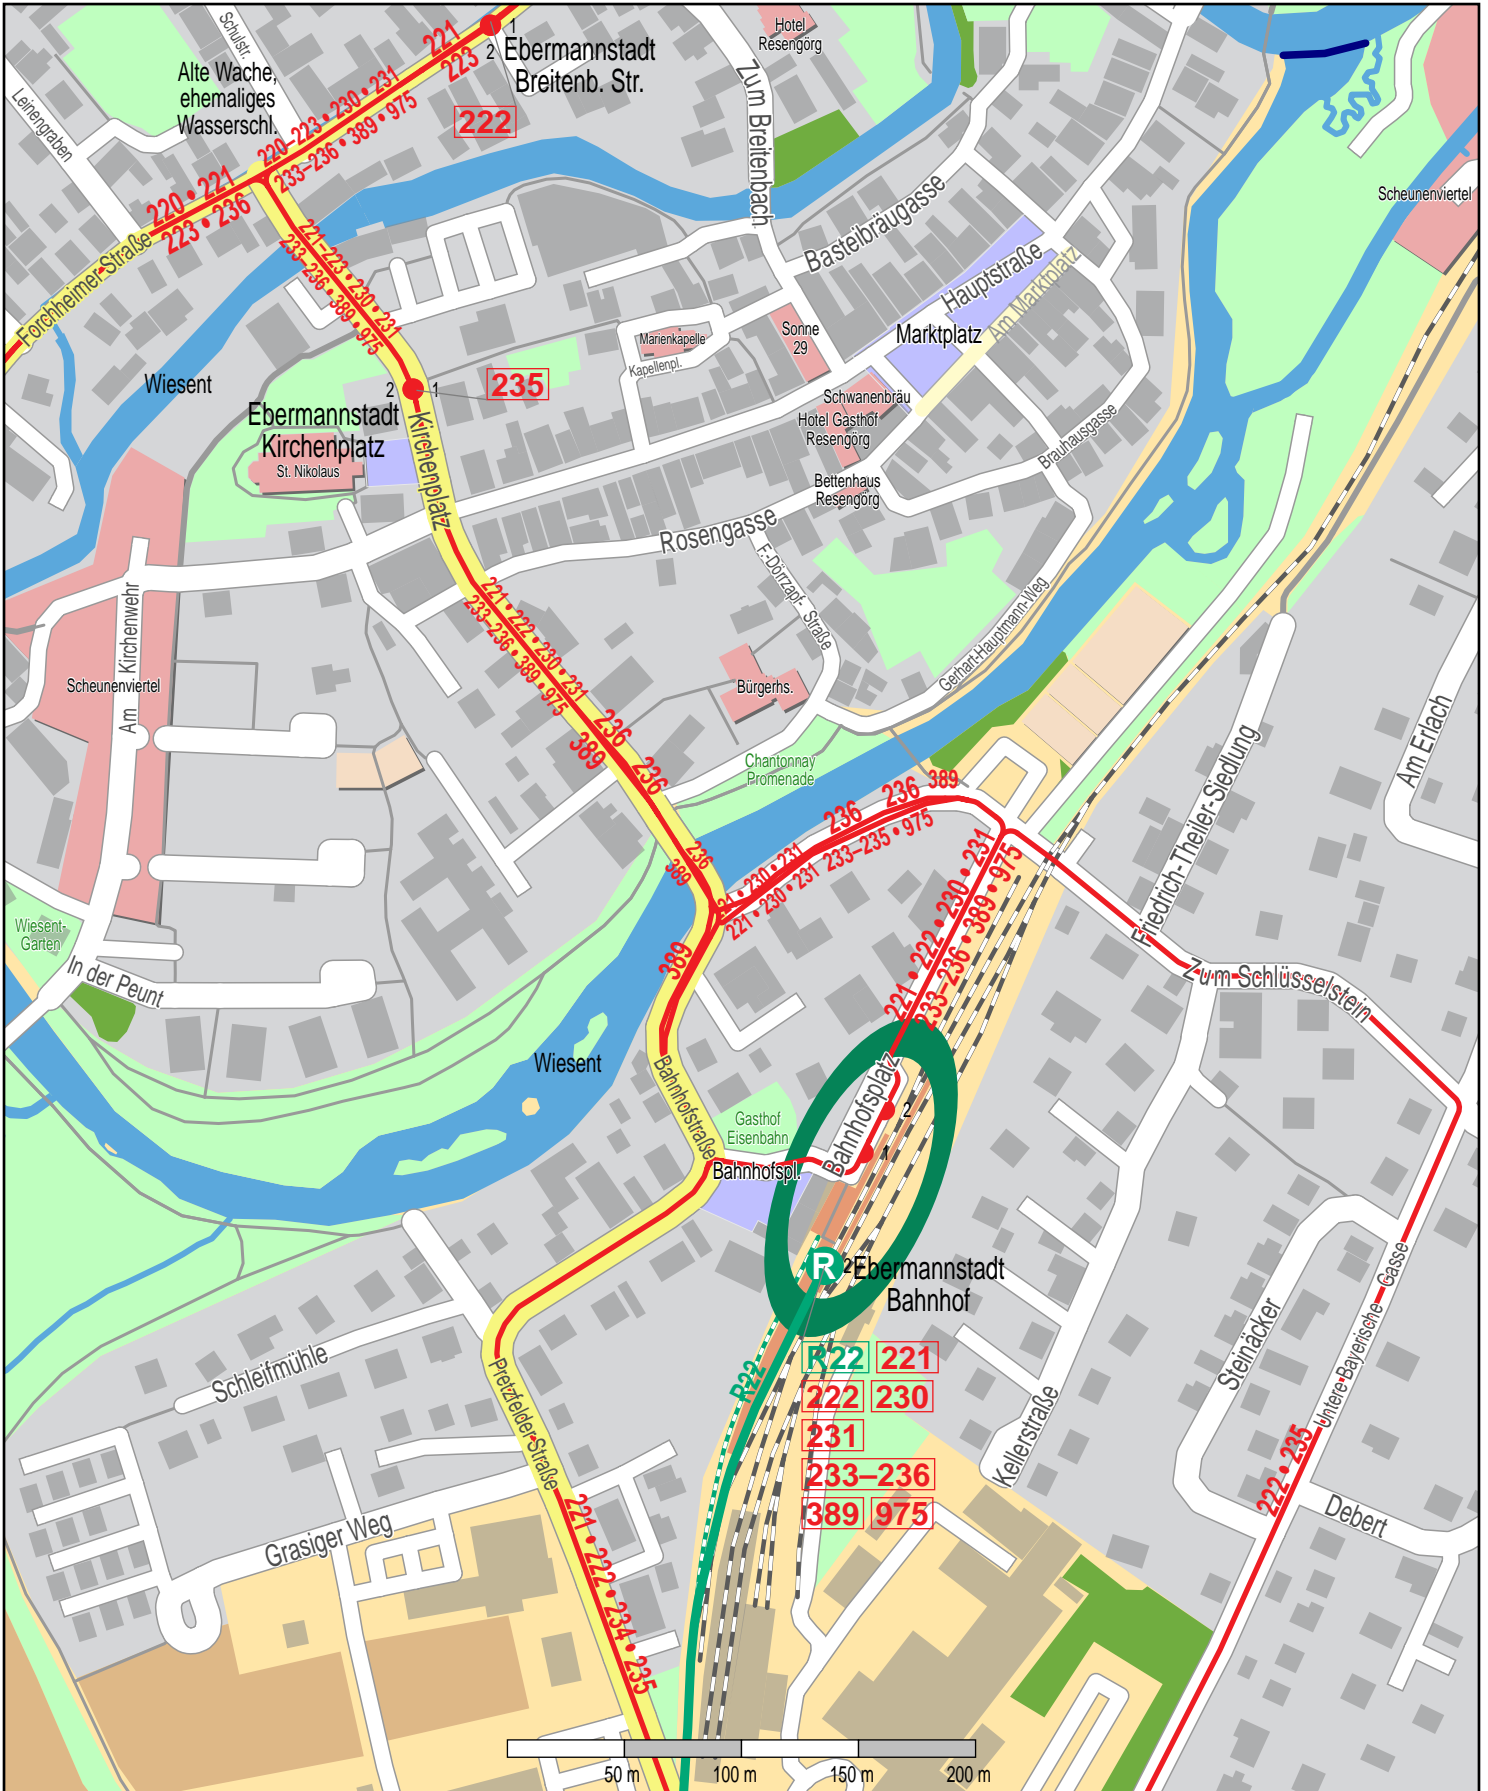 Schulstr.
Leinengraben
Alte Wache,
ehemaliges
Wasserschl.
221
223
1
2
Ebermannstadt
Breitenb. Str.
222
220–223 • 230 • 231
233–236 • 389 • 975
220 • 221
223 • 236
Forchheimer Straße
Hotel
Resengörg
Zum Breitenbach
Basteibräugasse
Scheunenviertel
221–223 • 230 • 231
233–236 • 389 • 975
Wiesent
2
1
235
Ebermannstadt
Kirchenplatz
St. Nikolaus
Kirchenplatz
Marienkapelle
Kapellenpl.
Sonne
29
Hauptstraße
Am Marktplatz
Marktplatz
Schwanenbräu
Hotel Gasthof
Resengörg
Bettenhaus
Resengörg
Brauhausgasse
Rosengasse
F.-Dörrzapf- Straße
Gerhart-Hauptmann-Weg
Am Kirchenwehr
Scheunenviertel
221 • 222 • 230 • 231
233–236 • 389 • 975
236
389
236
Bürgerhs.
Chantonnay
Promenade
236
389
236
236
389
221 • 230 • 231
221 • 230 • 231
233–235 • 975
389
221 • 222 • 230 • 231
233–236 • 389 • 975
Friedrich-Theiler-Siedlung
Am Erlach
Zum Schlüsselstein
Wiesent-
Garten
In der Peunt
Wiesent
Bahnhofstraße
Gasthof
Eisenbahn
Bahnhofspl.
Bahnhofsplatz
2
1
R
2
Ebermannstadt
Bahnhof
R22
R22
221
222
230
231
233–236
389
975
Schleifmühle
Pretzfelder Straße
Grasiger Weg
221 • 222 • 234 • 235
Kellerstraße
Steinäcker
Untere Bayerische Gasse
222 • 235
Debert
50 m
100 m
150 m
200 m